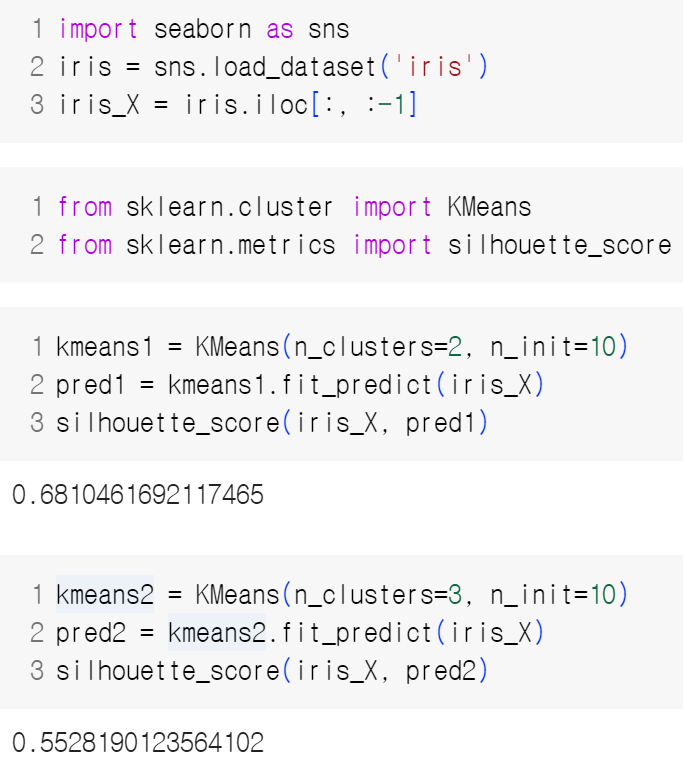 1 import seaborn as sns
2 iris = sns.load_dataset('iris')
3 iris_X = iris.iloc[:, :-1]
1 from sklearn.cluster import KMeans
2 from sklearn.metrics import silhouette_score
1 kmeans1 = KMeans(n_clusters=2, n_init=10)
2 pred1 = kmeans1.fit_predict(iris_X)
3 silhouette_score(iris_X, pred1)
0.6810461692117465
1 kmeans2 = KMeans(n_clusters=3, n_init=10)
2 pred2 = kmeans2.fit_predict(iris_X)
3 silhouette_score(iris_X, pred2)
0.5528190123564102